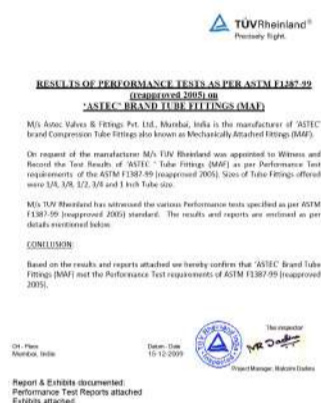 TÜVRheinland®
Precisely Right.
RESULTS OF PERFORMANCE TESTS AS PER ASTM F1387-99
(reapproved 2005) on
'ASTEC' BRAND TUBE FITTINGS (MAF)
M/s Astec Valves & Fittings Pvt. Ltd., Mumbai, India is the manufacturer of 'ASTEC'
brand Compression Tube Fittings also known as Mechanically Attached Fittings (MAF).
On request of the manufacturer M/s TUV Rheinland was appointed to Witness and
Record the Test Results of 'ASTEC' Tube Fittings (MAF) as per Performance Test
requirements of the ASTM F1387-99 (reapproved 2005). Sizes of Tube Fittings offered
were 1/4, 3/8, 1/2, 3/4 and 1 Inch Tube size.
M/s TUV Rheinland has witnessed the various Performance tests specified as per ASTM
F1387-99 (reapproved 2005) standard. The results and reports are enclosed as per
details mentioned below.
CONCLUSION:
Based on the results and reports attached we hereby confirm that 'ASTEC' Brand Tube
Fittings (MAF) met the Performance Test requirements of ASTM F1387-99 (reapproved
2005).
The Inspector
Ort - Place
Mumbai, India
Datum - Date
15-12-2009
Project Manager:
Report & Exhibits documented:
Performance Test Reports attached
Exhibits attached